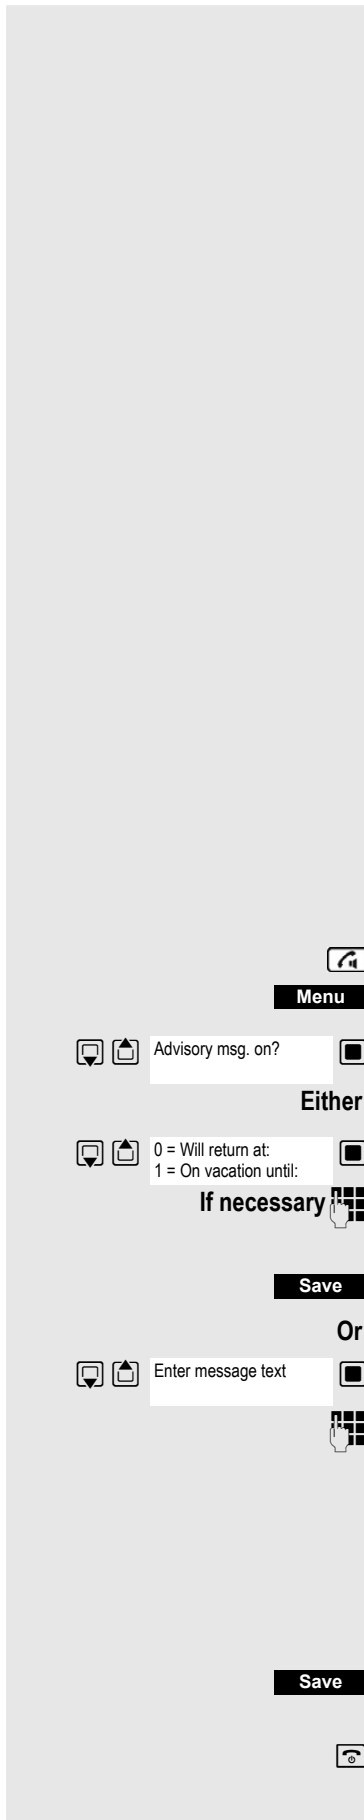 Menu
Advisory msg. on?
Either
0 = Will return at:
1 = On vacation until:
If necessary
Save
Or
Enter message text
Save